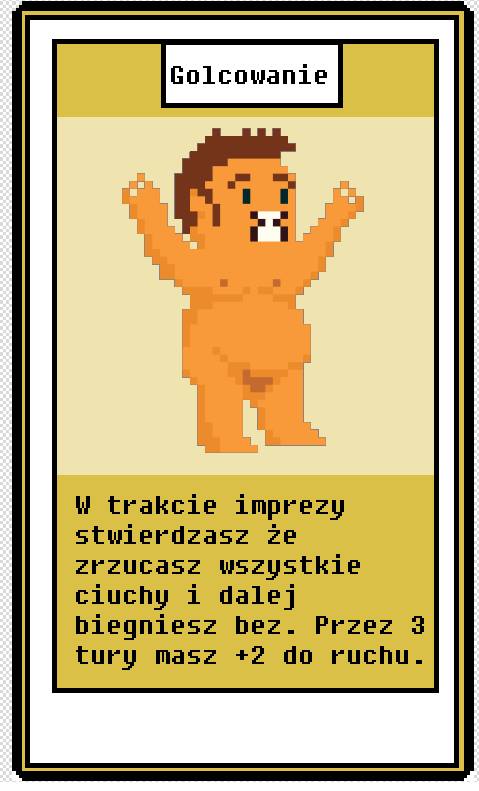 Golcowanie
W trakcie imprezy
stwierdzasz że
zrzucasz wszystkie
ciuchy i dalej
biegniesz bez. Przez 3
tury masz +2 do ruchu.